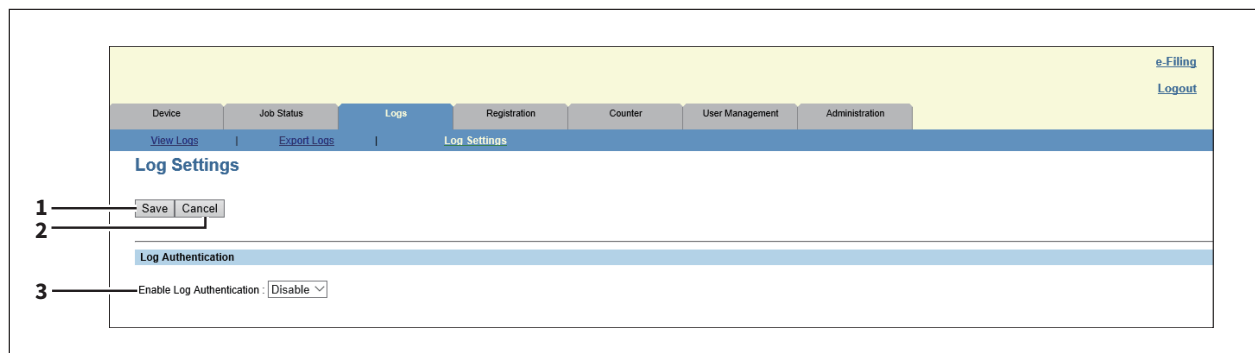 e-Filing
Logout
Device Job Status Logs Registration Counter User Management Administration
View Logs | Export Logs | Log Settings
Log Settings
1 Save Cancel
2
Log Authentication
3 Enable Log Authentication : Disable